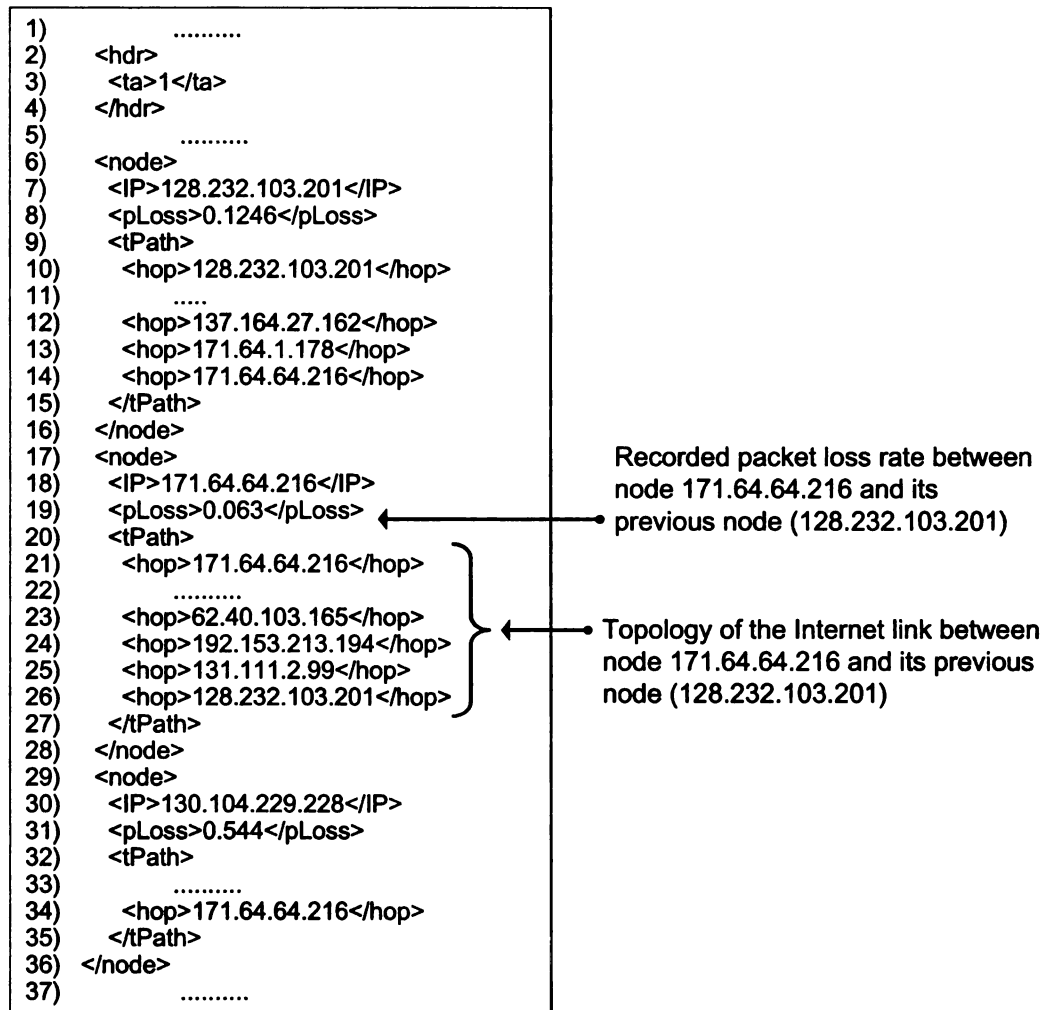 1) ..........
2) <hdr>
3) <ta>1</ta>
4) </hdr>
5) ..........
6) <node>
7) <IP>128.232.103.201</IP>
8) <pLoss>0.1246</pLoss>
9) <tPath>
10) <hop>128.232.103.201</hop>
11) .....
12) <hop>137.164.27.162</hop>
13) <hop>171.64.1.178</hop>
14) <hop>171.64.64.216</hop>
15) </tPath>
16) </node>
17) <node>
18) <IP>171.64.64.216</IP>
19) <pLoss>0.063</pLoss>
20) <tPath>
21) <hop>171.64.64.216</hop>
22) ..........
23) <hop>62.40.103.165</hop>
24) <hop>192.153.213.194</hop>
25) <hop>131.111.2.99</hop>
26) <hop>128.232.103.201</hop>
27) </tPath>
28) </node>
29) <node>
30) <IP>130.104.229.228</IP>
31) <pLoss>0.544</pLoss>
32) <tPath>
33) ..........
34) <hop>171.64.64.216</hop>
35) </tPath>
36) </node>
37) ..........
Recorded packet loss rate between
node 171.64.64.216 and its
previous node (128.232.103.201)
Topology of the Internet link between
node 171.64.64.216 and its previous
node (128.232.103.201)